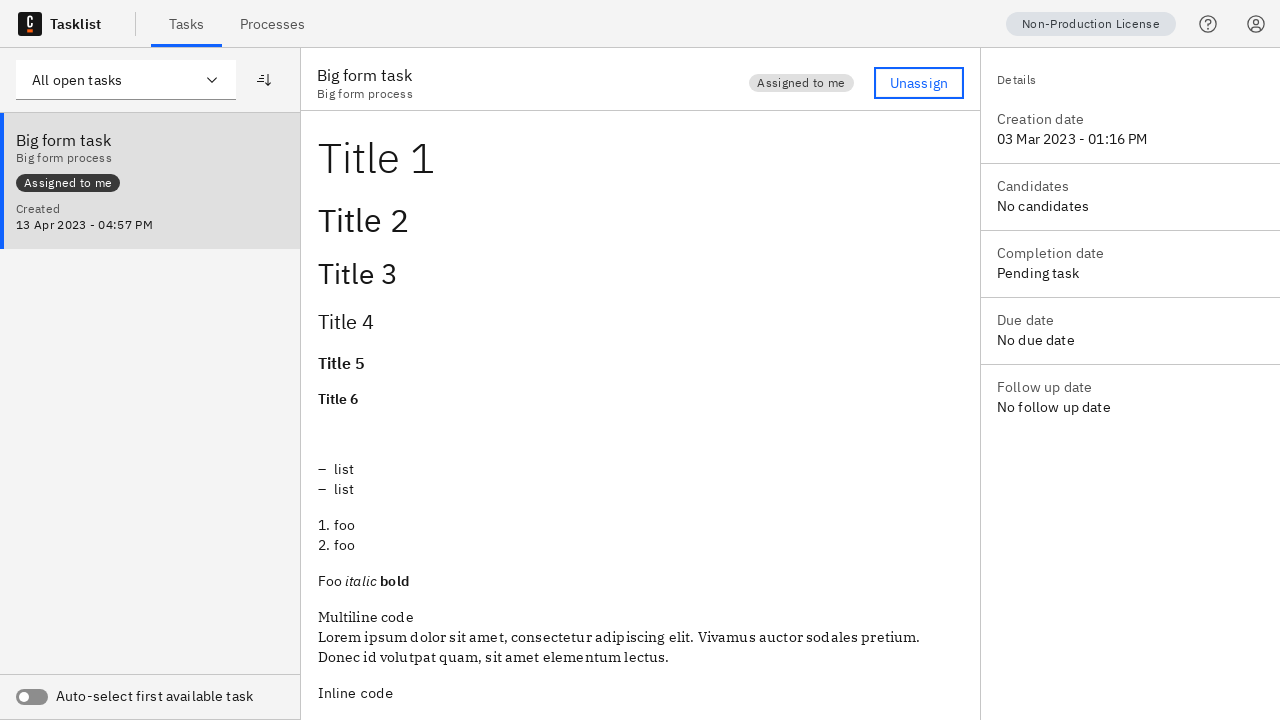 C Tasklist Tasks Processes Non-Production License
All open tasks
Big form task
Big form process
Assigned to me
Created
13 Apr 2023 - 04:57 PM
Auto-select first available task
Big form task
Big form process
Assigned to me
Unassign
Title 1
Title 2
Title 3
Title 4
Title 5
Title 6
– list
– list
1. foo
2. foo
Foo italic bold
Multiline code
Lorem ipsum dolor sit amet, consectetur adipiscing elit. Vivamus auctor sodales pretium.
Donec id volutpat quam, sit amet elementum lectus.
Inline code
Details
Creation date
03 Mar 2023 - 01:16 PM
Candidates
No candidates
Completion date
Pending task
Due date
No due date
Follow up date
No follow up date